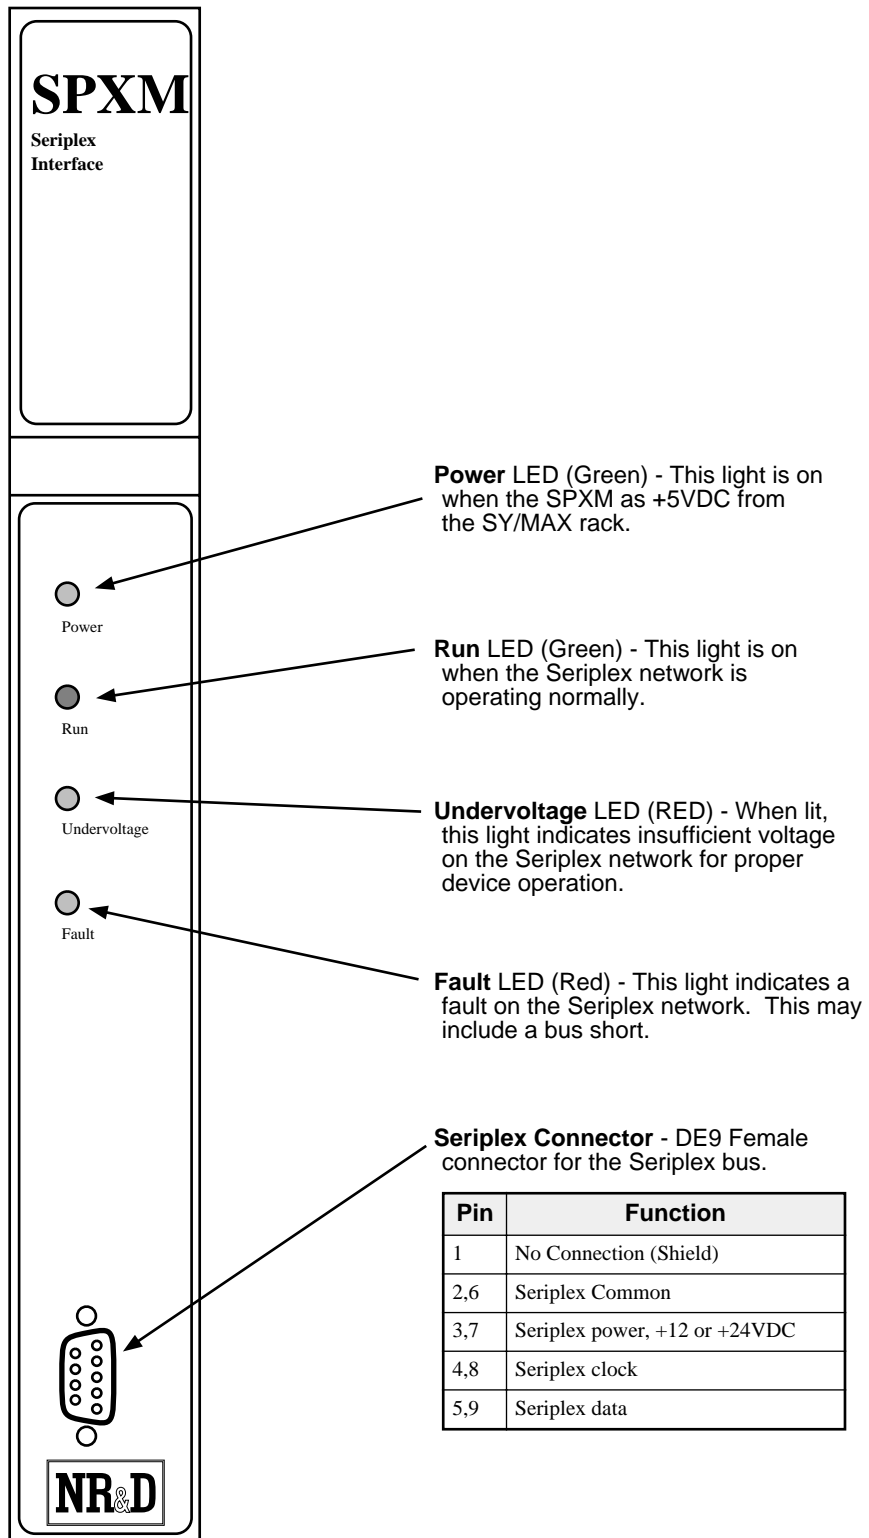 SPXM
Seriplex
Interface
Power LED (Green) - This light is on
when the SPXM as +5VDC from
the SY/MAX rack.
Power
Run LED (Green) - This light is on
when the Seriplex network is
operating normally.
Run
Undervoltage LED (RED) - When lit,
this light indicates insufficient voltage
on the Seriplex network for proper
device operation.
Undervoltage
Fault
Fault LED (Red) - This light indicates a
fault on the Seriplex network.  This may
include a bus short.
Seriplex Connector - DE9 Female
connector for the Seriplex bus.
Pin Function
1 No Connection (Shield)
2,6 Seriplex Common
3,7 Seriplex power, +12 or +24VDC
4,8 Seriplex clock
5,9 Seriplex data
NR&D